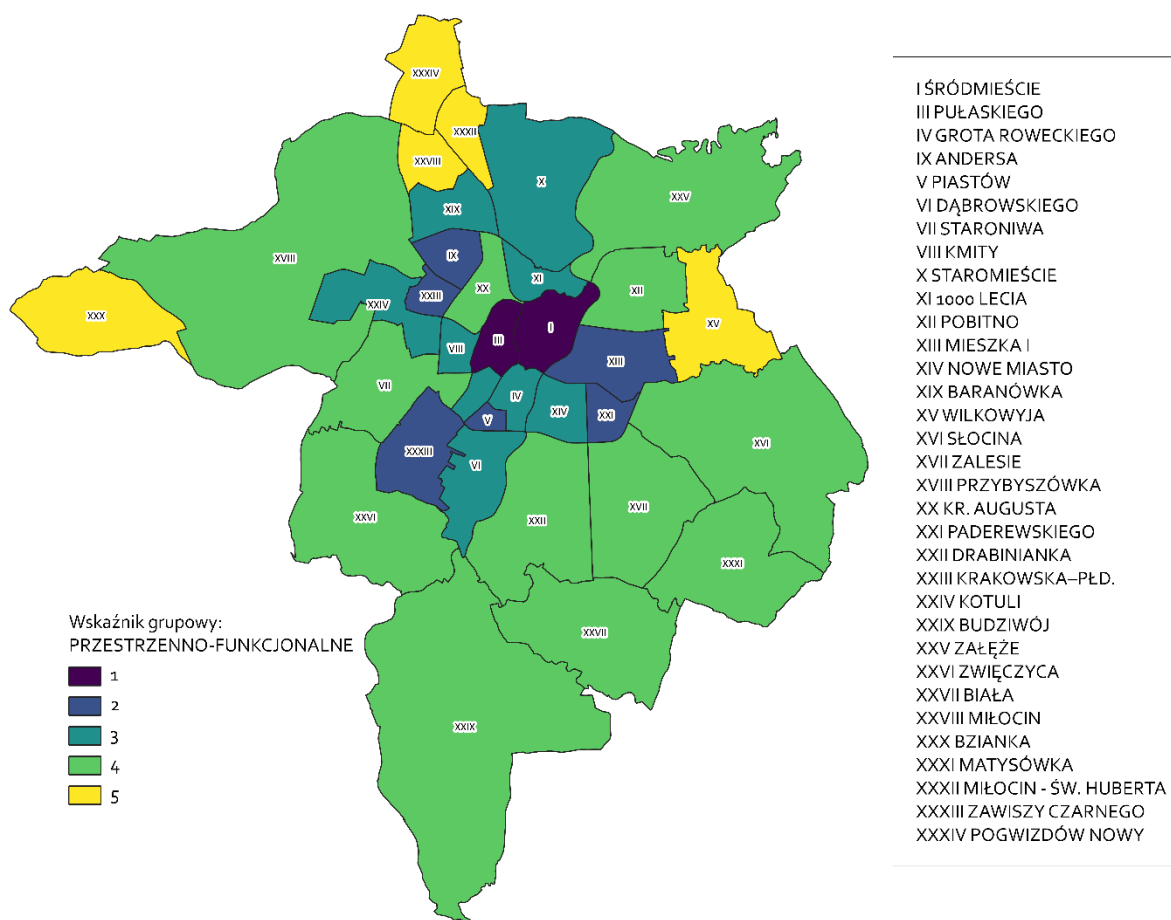 XXXIV
XXXII
XXVIII
X
XXV
XIX
IX
XVIII
XX
XI
XII
XXIII
XXIV
XXX
XV
I
III
VIII
XIII
VII
IV
XIV
V
XXI
XXXIII
VI
XVI
XXVI
XXII
XVII
XXXI
XXVII
XXIX
Wskaźnik grupowy:
PRZESTRZENNO-FUNKCJONALNE
1
2
3
4
5
I ŚRÓDMIEŚCIE
III PUŁASKIEGO
IV GROTA ROWECKIEGO
IX ANDERSA
V PIASTÓW
VI DĄBROWSKIEGO
VII STARONIWA
VIII KMITY
X STAROMIEŚCIE
XI 1000 LECIA
XII POBITNO
XIII MIESZKA I
XIV NOWE MIASTO
XIX BARANÓWKA
XV WILKOWYJA
XVI SŁOCINA
XVII ZALESIE
XVIII PRZYBYSZÓWKA
XX KR. AUGUSTA
XXI PADEREWSKIEGO
XXII DRABINIANKA
XXIII KRAKOWSKA–PŁD.
XXIV KOTULI
XXIX BUDZIWÓJ
XXV ZAŁĘŻE
XXVI ZWIĘCZYCA
XXVII BIAŁA
XXVIII MIŁOCIN
XXX BZIANKA
XXXI MATYSÓWKA
XXXII MIŁOCIN - ŚW. HUBERTA
XXXIII ZAWISZY CZARNEGO
XXXIV POGWIZDÓW NOWY